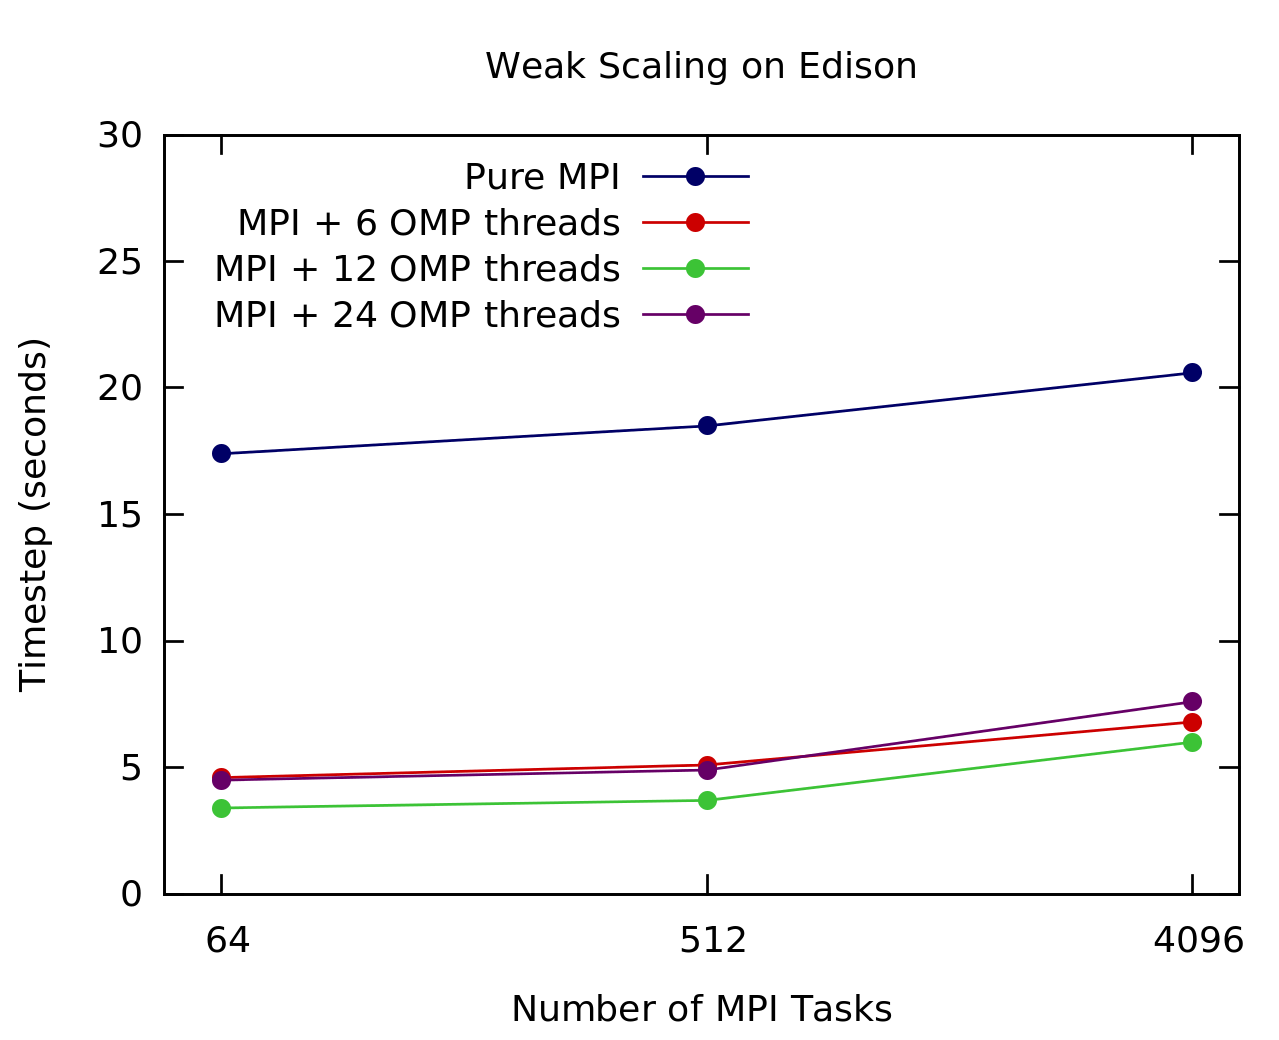 Weak Scaling on Edison
30
25
20
15
10
5
0
Timestep (seconds)
Pure MPI
MPI + 6 OMP threads
MPI + 12 OMP threads
MPI + 24 OMP threads
64
512
4096
Number of MPI Tasks